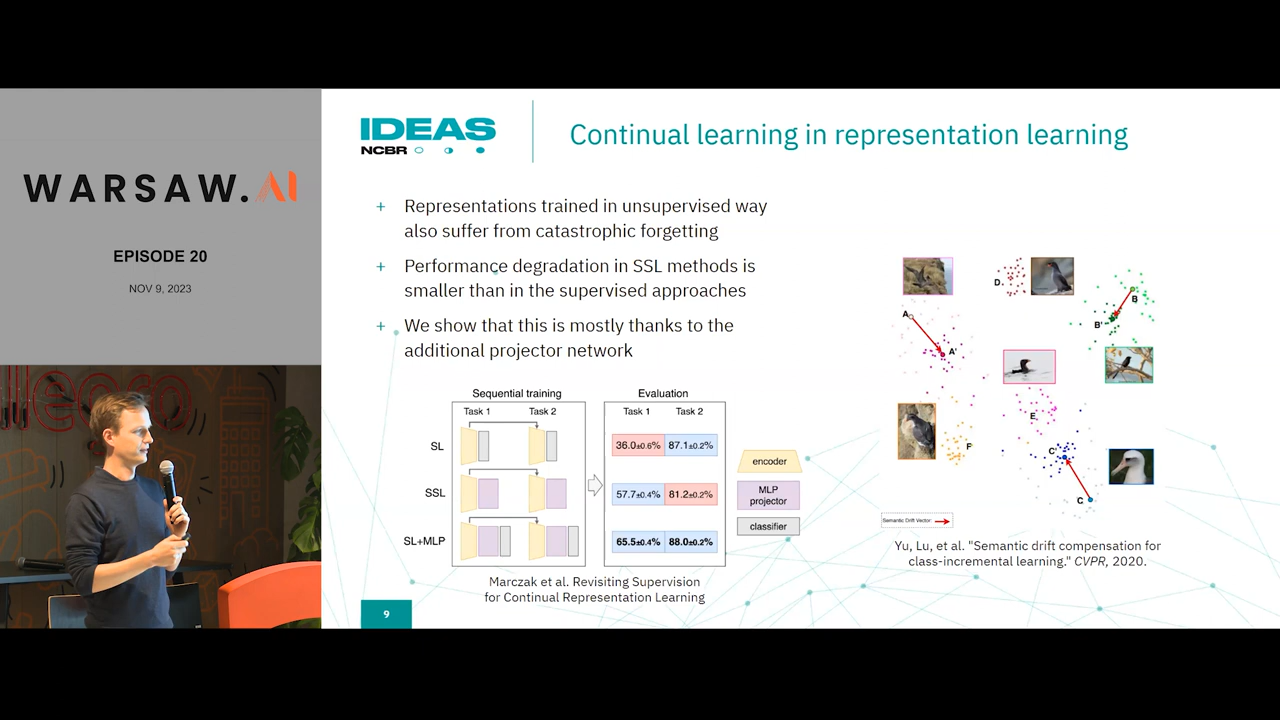 WARSAW.AI
EPISODE 20
NOV 9, 2023
allegro
IDEAS
NCBR
Continual learning in representation learning
+ Representations trained in unsupervised way
also suffer from catastrophic forgetting
+ Performance degradation in SSL methods is
smaller than in the supervised approaches
+ We show that this is mostly thanks to the
additional projector network
Sequential training
Task 1 Task 2
SL
SSL
SL+MLP
Evaluation
Task 1 Task 2
36.0±0.6% 87.1±0.2%
57.7±0.4% 81.2±0.2%
65.5±0.4% 88.0±0.2%
encoder
MLP
projector
classifier
Marczak et al. Revisiting Supervision
for Continual Representation Learning
A
A'
D
B
B'
E
F
C'
C
Semantic Drift Vector:
Yu, Lu, et al. "Semantic drift compensation for
class-incremental learning." CVPR, 2020.
9